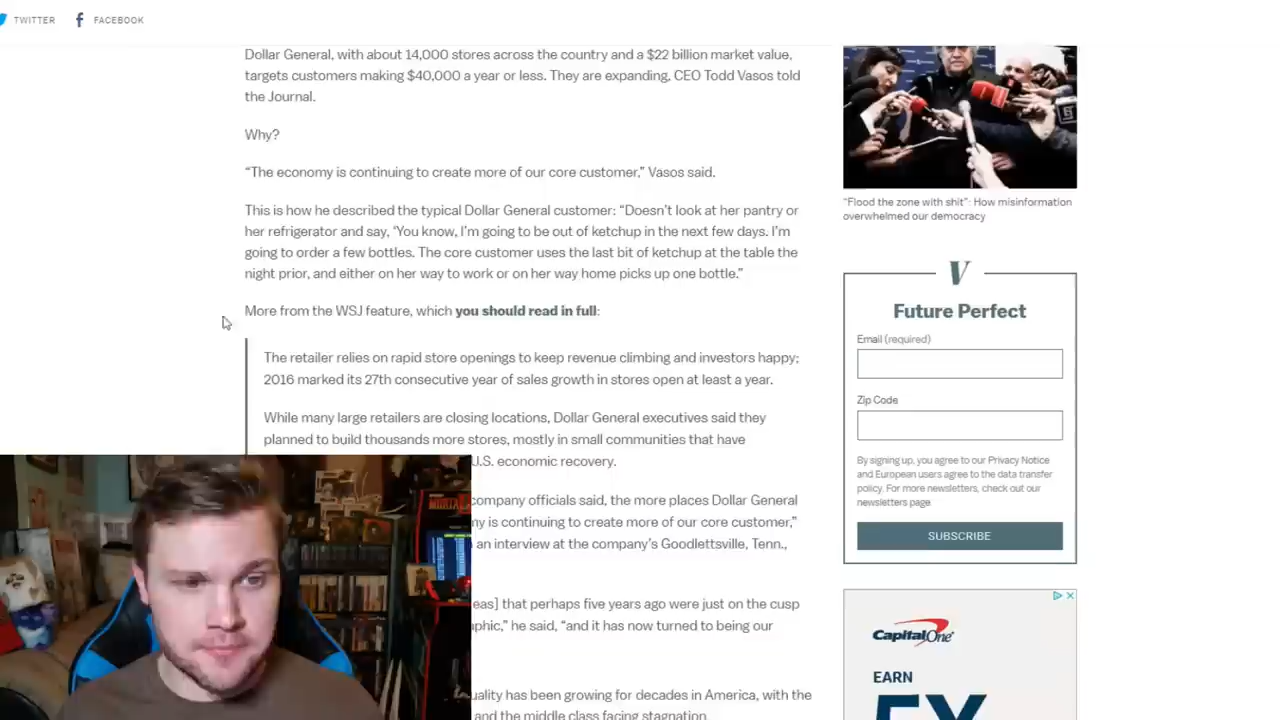 TWITTER FACEBOOK
Dollar General, with about 14,000 stores across the country and a $22 billion market value,
targets customers making $40,000 a year or less. They are expanding, CEO Todd Vasos told
the Journal.
Why?
“The economy is continuing to create more of our core customer,” Vasos said.
This is how he described the typical Dollar General customer: “Doesn’t look at her pantry or
her refrigerator and say, ‘You know, I’m going to be out of ketchup in the next few days. I’m
going to order a few bottles. The core customer uses the last bit of ketchup at the table the
night prior, and either on her way to work or on her way home picks up one bottle.”
More from the WSJ feature, which you should read in full:
The retailer relies on rapid store openings to keep revenue climbing and investors happy;
2016 marked its 27th consecutive year of sales growth in stores open at least a year.
While many large retailers are closing locations, Dollar General executives said they
planned to build thousands more stores, mostly in small communities that have
U.S. economic recovery.
company officials said, the more places Dollar General
ny is continuing to create more of our core customer,”
an interview at the company’s Goodlettsville, Tenn.,
eas] that perhaps five years ago were just on the cusp
aphic,” he said, “and it has now turned to being our
uality has been growing for decades in America, with the
and the middle class facing stagnation.
“Flood the zone with shit”: How misinformation
overwhelmed our democracy
V
Future Perfect
Email (required)
Zip Code
By signing up, you agree to our Privacy Notice
and European users agree to the data transfer
policy. For more newsletters, check out our
newsletters page.
SUBSCRIBE
Capital One
EARN
5X